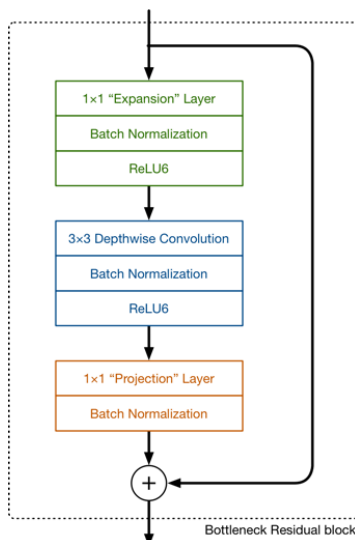 1×1 “Expansion” Layer
Batch Normalization
ReLU6
3×3 Depthwise Convolution
Batch Normalization
ReLU6
1×1 “Projection” Layer
Batch Normalization
+
Bottleneck Residual block